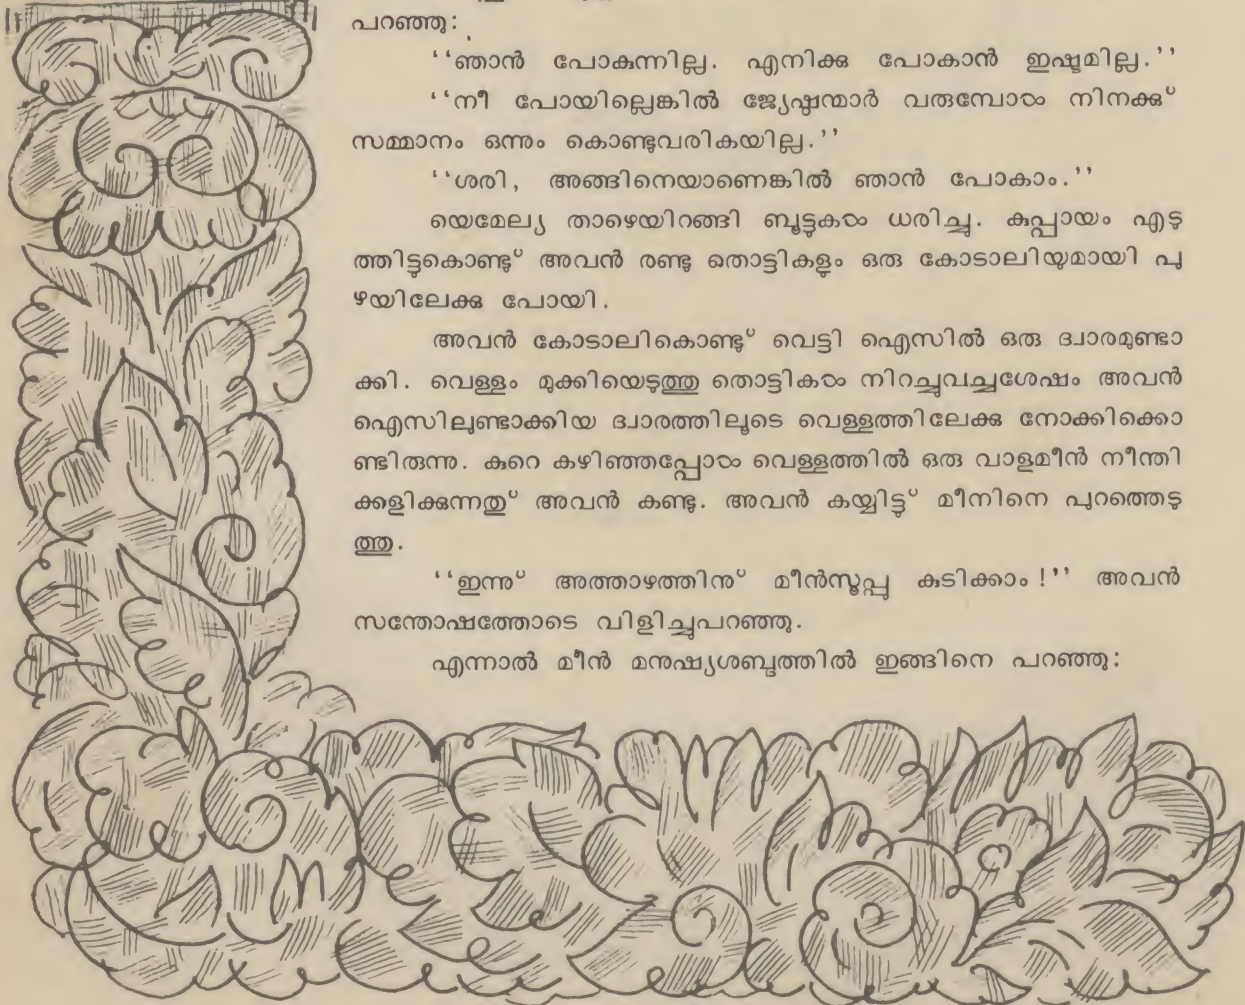 പറഞ്ഞു:
‘‘ഞാൻ പോകുന്നില്ല. എനിക്കു പോകാൻ ഇഷ്ടമില്ല.’’
‘‘നീ പോയില്ലെങ്കിൽ ജ്യേഷ്ഠന്മാർ വരുമ്പോൾ നിനക്കു്
സമ്മാനം ഒന്നും കൊണ്ടുവരികയില്ല.’’
‘‘ശരി, അങ്ങിനെയാണെങ്കിൽ ഞാൻ പോകാം.’’
യെമേല്യ താഴെയിറങ്ങി ബൂട്ടുകൾ ധരിച്ചു. കുപ്പായം എടു
ത്തിട്ടുകൊണ്ടു് അവൻ രണ്ടു തൊട്ടികളും ഒരു കോടാലിയുമായി പു
ഴയിലേക്കു പോയി.
അവൻ കോടാലികൊണ്ടു് വെട്ടി ഐസിൽ ഒരു ദ്വാരമുണ്ടാ
ക്കി. വെള്ളം മുക്കിയെടുത്തു തൊട്ടികൾ നിറച്ചുവച്ചശേഷം അവൻ
ഐസിലുണ്ടാക്കിയ ദ്വാരത്തിലൂടെ വെള്ളത്തിലേക്കു നോക്കിക്കൊ
ണ്ടിരുന്നു. കുറെ കഴിഞ്ഞപ്പോൾ വെള്ളത്തിൽ ഒരു വാളമീൻ നീന്തി
ക്കളിക്കുന്നതു് അവൻ കണ്ടു. അവൻ കയ്യിട്ടു് മീനിനെ പുറത്തെടു
ത്തു.
‘‘ഇന്നു് അത്താഴത്തിനു് മീൻസൂപ്പു കുടിക്കാം!’’ അവൻ
സന്തോഷത്തോടെ വിളിച്ചുപറഞ്ഞു.
എന്നാൽ മീൻ മനുഷ്യശബ്ദത്തിൽ ഇങ്ങിനെ പറഞ്ഞു: